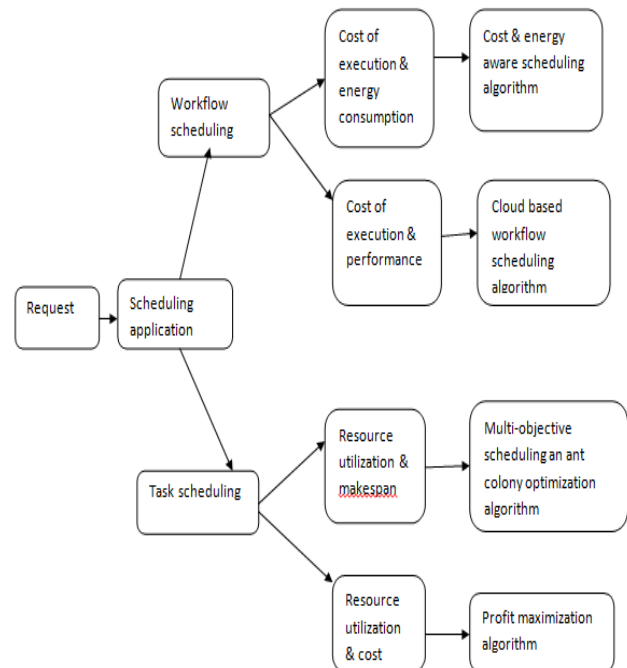 Cost of
execution &
energy
consumption
Cost & energy
aware scheduling
algorithm
Workflow
scheduling
Cost of
execution &
performance
Cloud based
workflow
scheduling
algorithm
Request
Scheduling
application
Resource
utilization &
makespan
Multi-objective
scheduling an ant
colony optimization
algorithm
Task scheduling
Resource
utilization
& cost
Profit maximization
algorithm